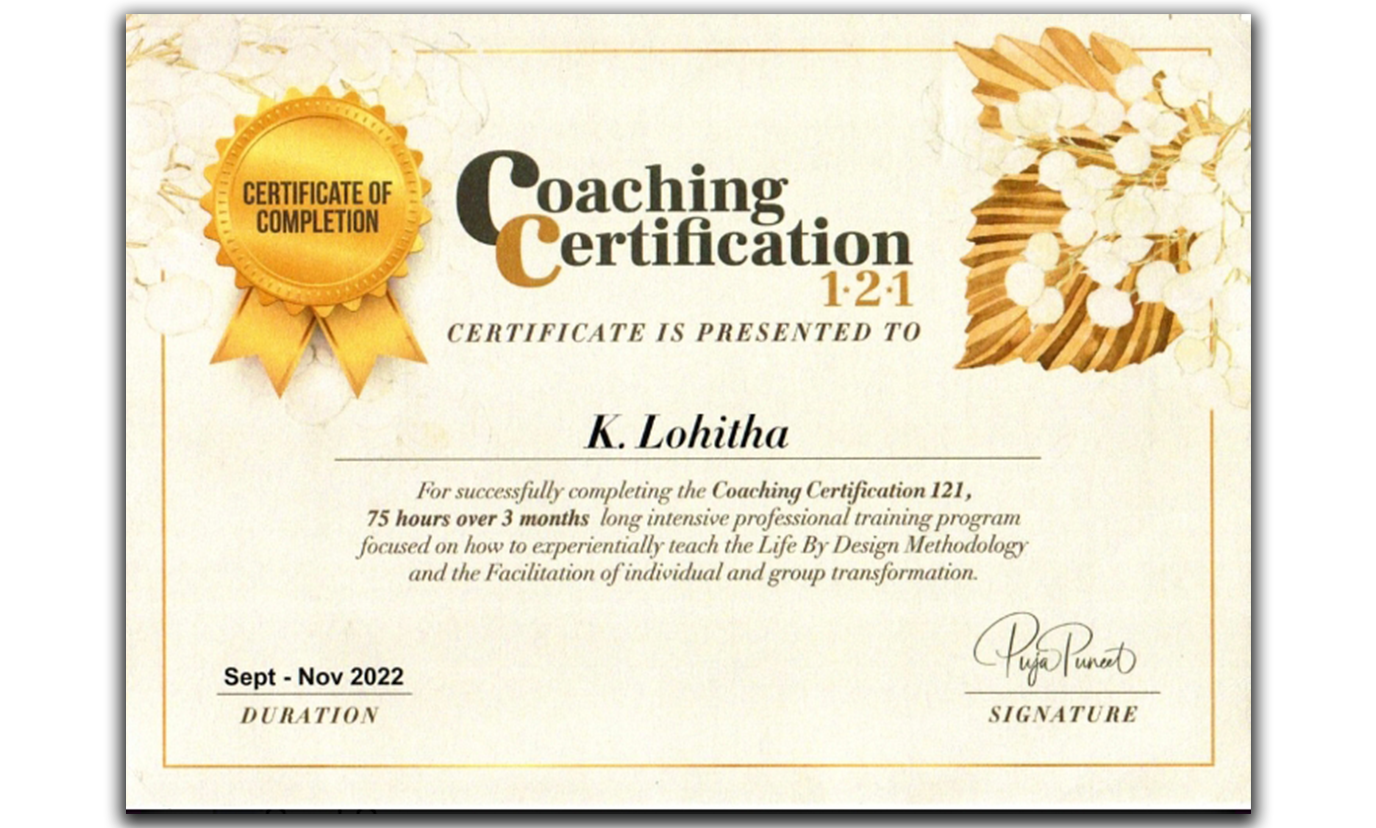 CERTIFICATE OF
COMPLETION
Coaching
Certification
1·2·1
CERTIFICATE IS PRESENTED TO
K. Lohitha
For successfully completing the Coaching Certification 121,
75 hours over 3 months long intensive professional training program
focused on how to experientially teach the Life By Design Methodology
and the Facilitation of individual and group transformation.
Sept - Nov 2022
DURATION
Puja Puneet
SIGNATURE